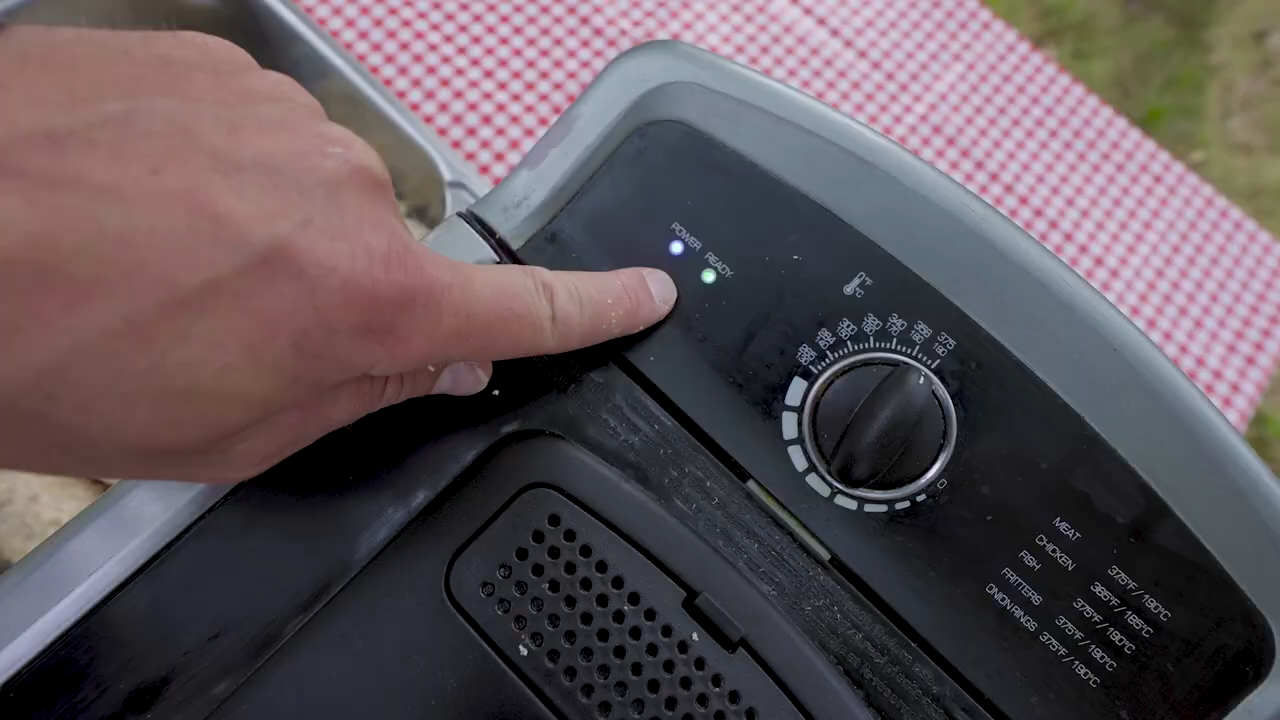 POWER
READY
°F
°C
300
150
320
160
340
170
356
180
375
190
MEAT 375°F / 190°C
CHICKEN 365°F / 185°C
FISH 375°F / 190°C
FRITTERS 375°F / 190°C
ONION RINGS 375°F / 190°C